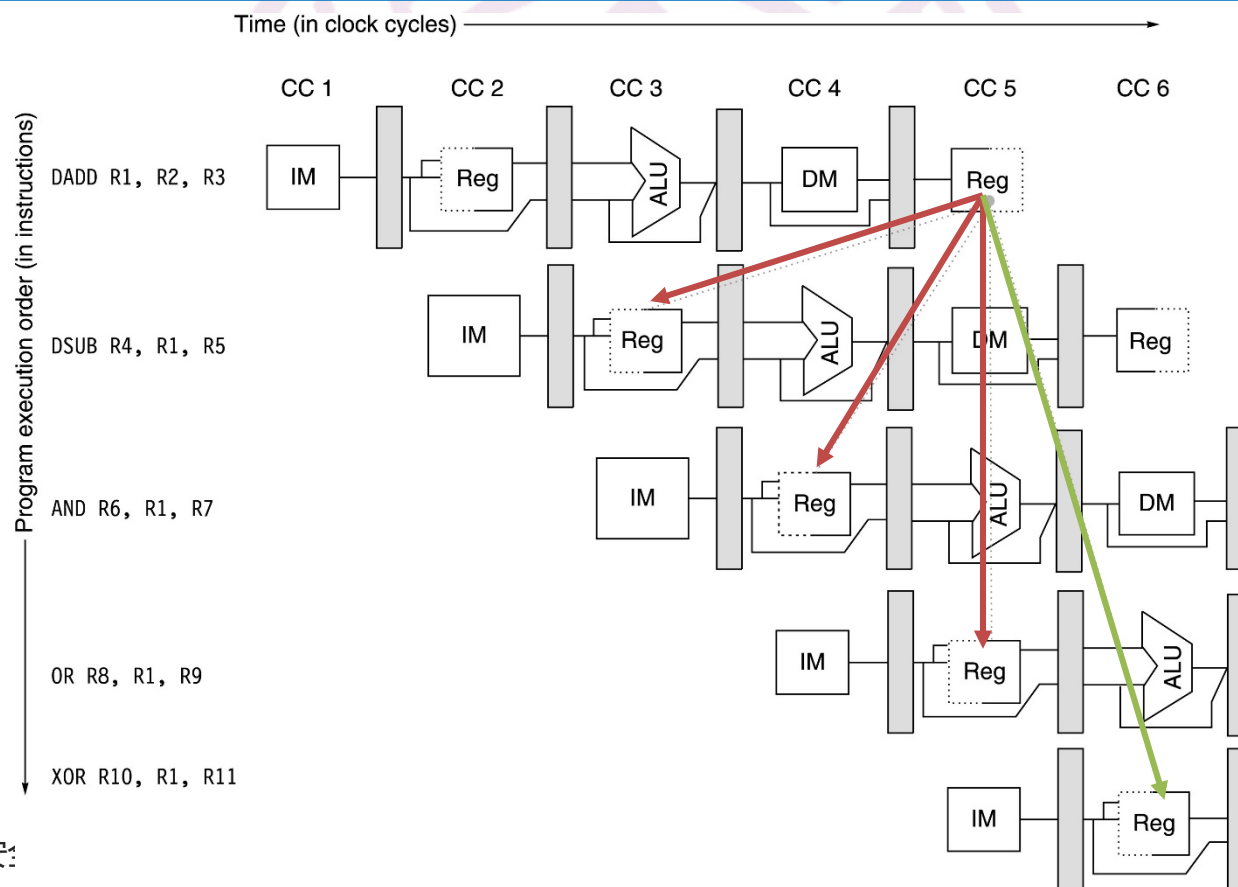 Time (in clock cycles)
CC 1 CC 2 CC 3 CC 4 CC 5 CC 6
Program execution order (in instructions)
DADD R1, R2, R3
IM Reg ALU DM Reg
DSUB R4, R1, R5
IM Reg ALU DM Reg
AND R6, R1, R7
IM Reg ALU DM
OR R8, R1, R9
IM Reg ALU
XOR R10, R1, R11
IM Reg